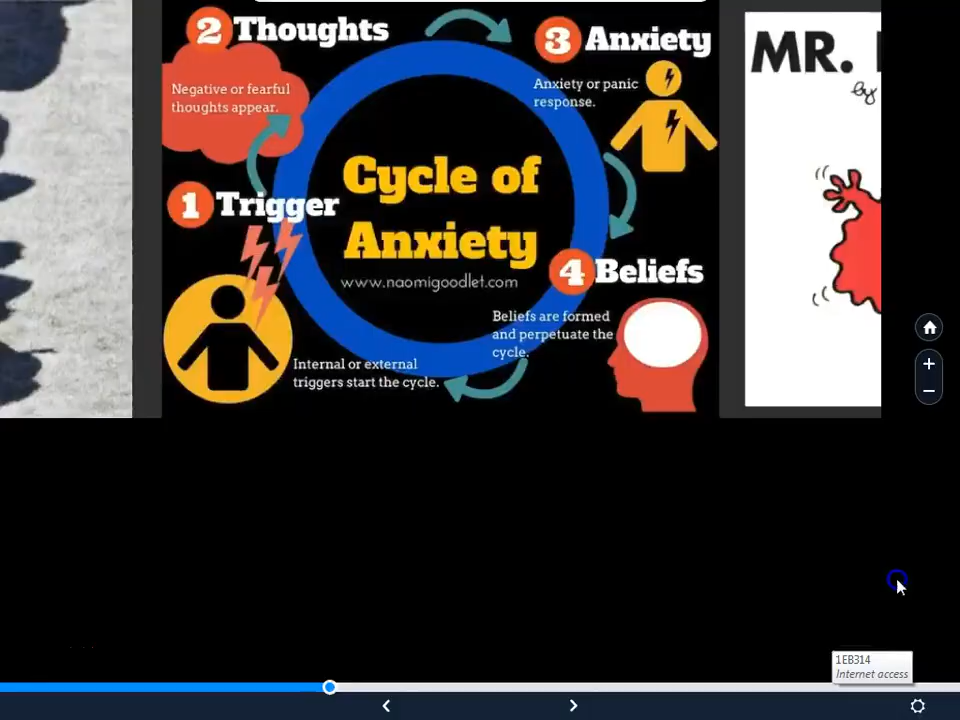 2 Thoughts
Negative or fearful
thoughts appear.
3 Anxiety
Anxiety or panic
response.
1 Trigger
Cycle of
Anxiety
www.naomigoodlet.com
4 Beliefs
Beliefs are formed
and perpetuate the
cycle.
Internal or external
triggers start the cycle.
MR.
by
1EB314
Internet access